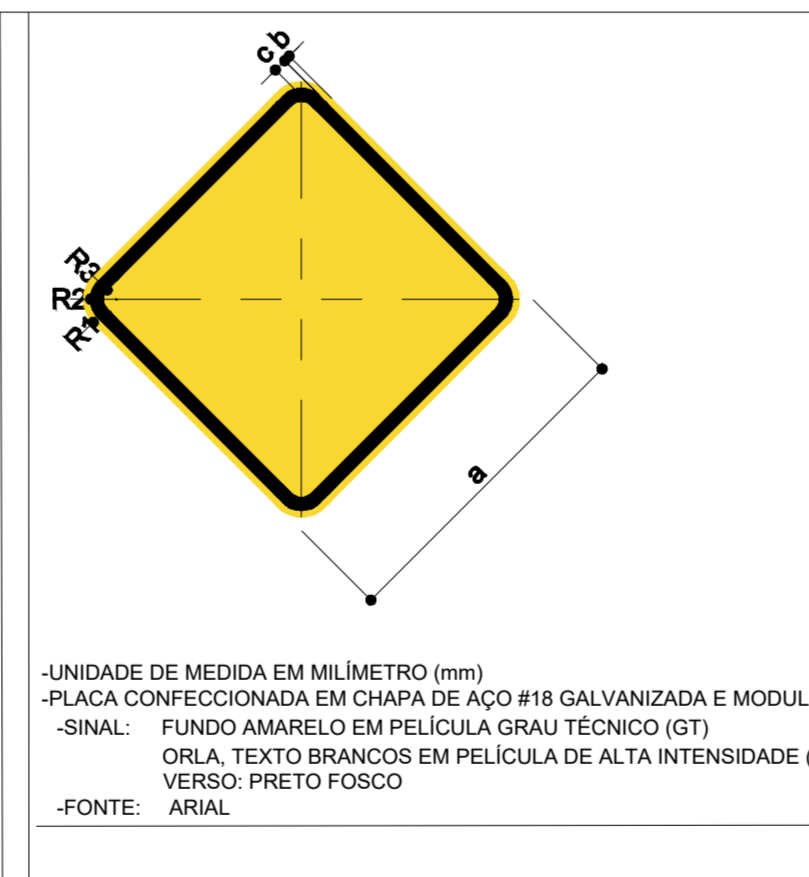 c b
R3
R2
R1
a
-UNIDADE DE MEDIDA EM MILÍMETRO (mm)
-PLACA CONFECCIONADA EM CHAPA DE AÇO #18 GALVANIZADA E MODUL
-SINAL: FUNDO AMARELO EM PELÍCULA GRAU TÉCNICO (GT)
ORLA, TEXTO BRANCOS EM PELÍCULA DE ALTA INTENSIDADE (
VERSO: PRETO FOSCO
-FONTE: ARIAL